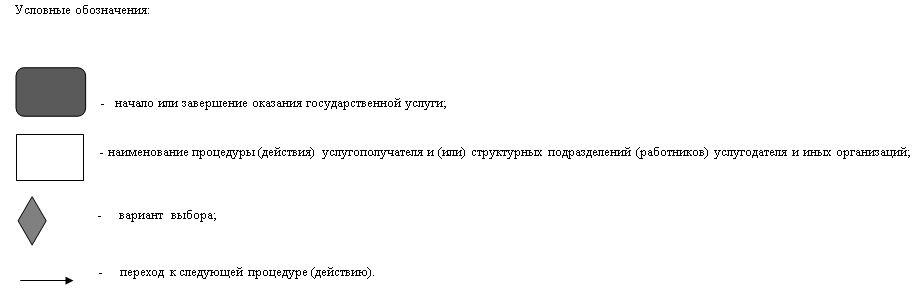 Условные обозначения:
- начало или завершение оказания государственной услуги;
- наименование процедуры (действия) услугополучателя и (или) структурных подразделений (работников) услугодателя и иных организаций;
- вариант выбора;
- переход к следующей процедуре (действию).